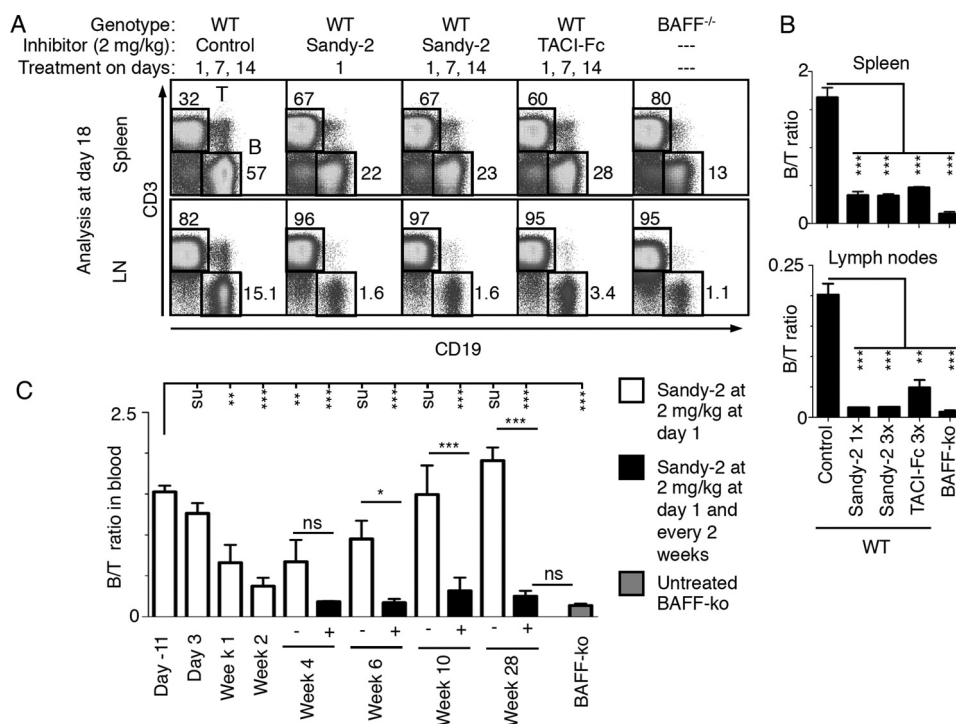 A
Genotype: WT WT WT WT BAFF-/-
Inhibitor (2 mg/kg): Control Sandy-2 Sandy-2 TACI-Fc ---
Treatment on days: 1, 7, 14 1 1, 7, 14 1, 7, 14 ---
Analysis at day 18
Spleen
LN
CD3
32 T 67 67 60 80
B
57 22 23 28 13
82 96 97 95 95
15.1 1.6 1.6 3.4 1.1
CD19
B
Spleen
2
B/T ratio
0
*** *** *** ***
Lymph nodes
0.25
B/T ratio
0
*** *** ** ***
Control
Sandy-2 1x
Sandy-2 3x
TACI-Fc 3x
BAFF-ko
WT
C
ns ** *** ** *** ns *** ns *** ns *** ***
2.5
B/T ratio in blood
0
ns * *** *** ns
- + - + - + - +
Day -11
Day 3
Wee k 1
Week 2
Week 4
Week 6
Week 10
Week 28
BAFF-ko
Sandy-2 at
2 mg/kg at
day 1
Sandy-2 at
2 mg/kg at
day 1 and
every 2
weeks
Untreated
BAFF-ko